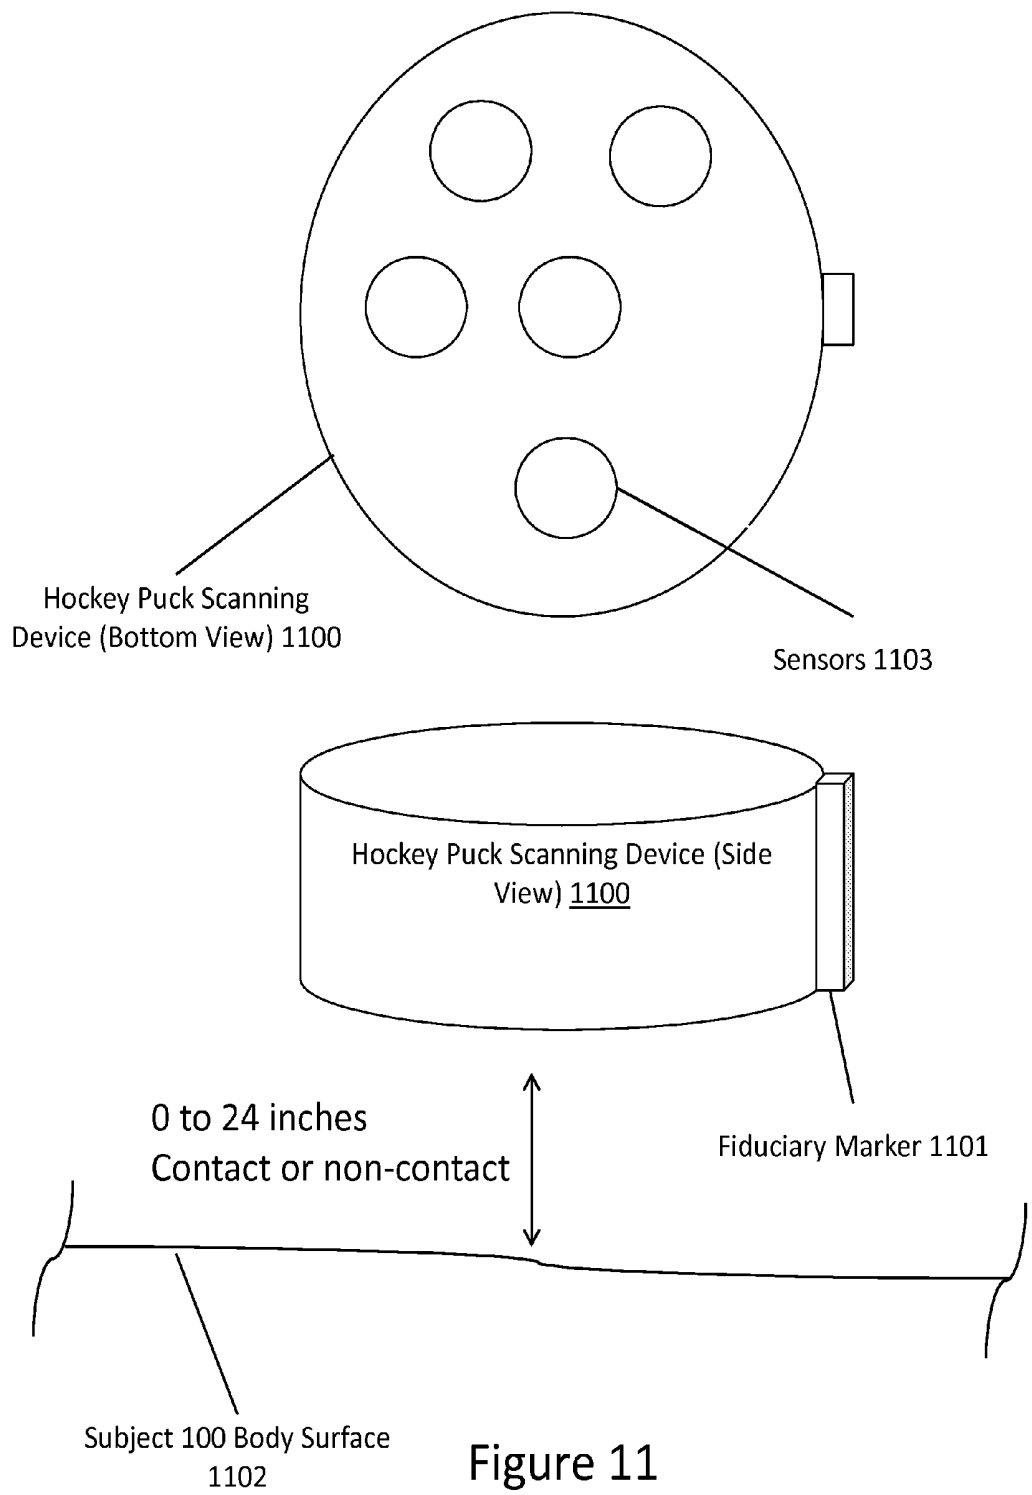 Hockey Puck Scanning
Device (Bottom View) 1100
Sensors 1103
Hockey Puck Scanning Device (Side
View) 1100
0 to 24 inches
Contact or non-contact
Fiduciary Marker 1101
Subject 100 Body Surface
1102
Figure 11